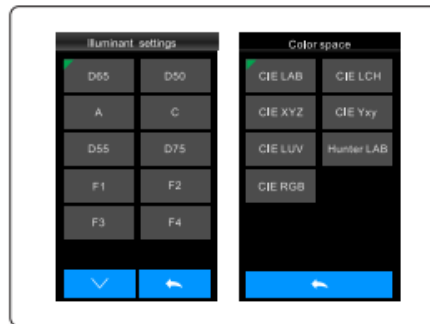 Illuminant settings
D65 D50
A C
D55 D75
F1 F2
F3 F4
Color space
CIE LAB CIE LCH
CIE XYZ CIE Yxy
CIE LUV Hunter LAB
CIE RGB